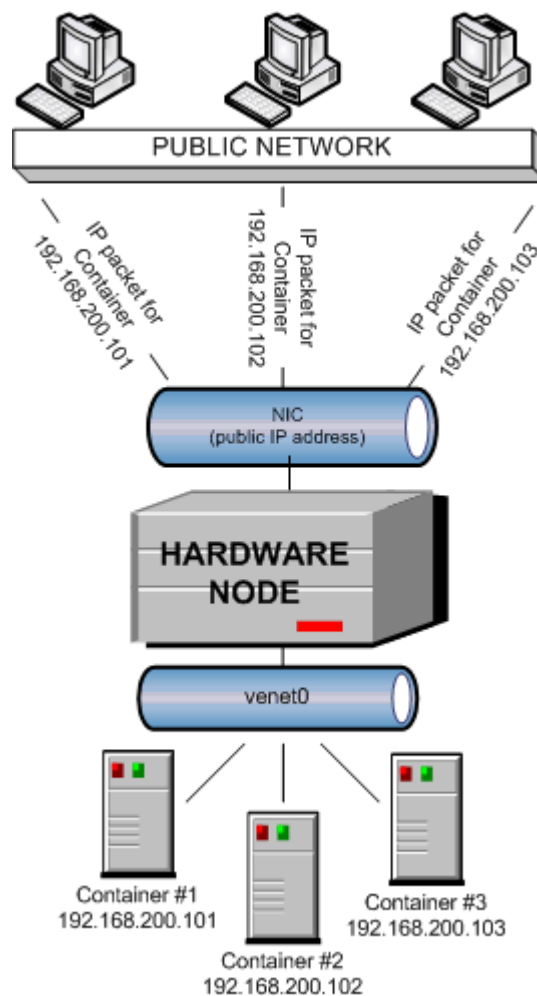 PUBLIC NETWORK
IP packet for
Container
192.168.200.101
IP packet for
Container
192.168.200.102
IP packet for
Container
192.168.200.103
NIC
(public IP address)
HARDWARE
NODE
venet0
Container #1
192.168.200.101
Container #2
192.168.200.102
Container #3
192.168.200.103